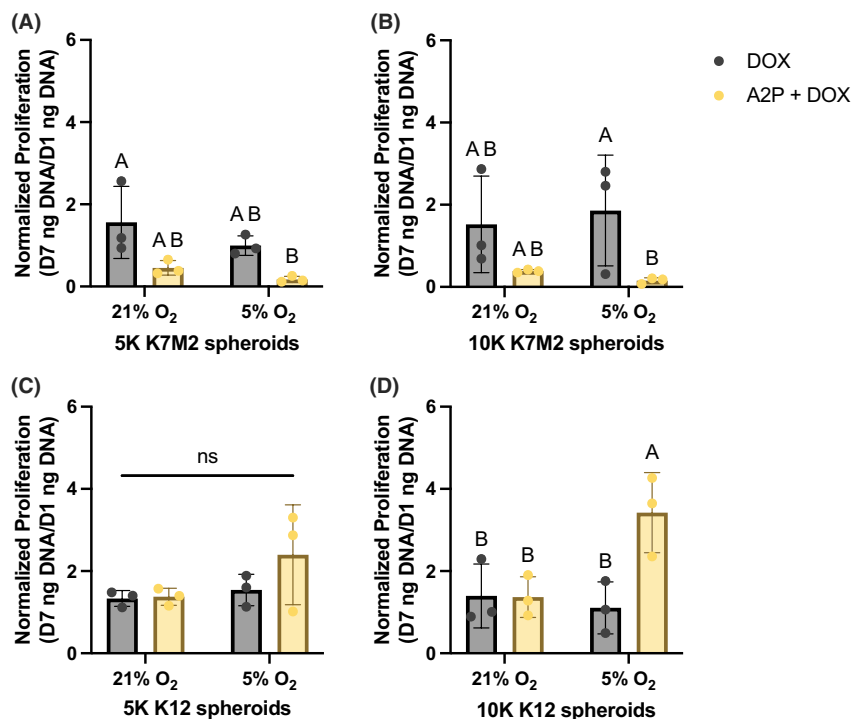 (A)
Normalized Proliferation
(D7 ng DNA/D1 ng DNA)
6
4
2
0
A
A B
A B
B
21% O₂
5% O₂
5K K7M2 spheroids
(B)
Normalized Proliferation
(D7 ng DNA/D1 ng DNA)
6
4
2
0
A B
A B
A
B
21% O₂
5% O₂
10K K7M2 spheroids
DOX
A2P + DOX
(C)
Normalized Proliferation
(D7 ng DNA/D1 ng DNA)
6
4
2
0
ns
21% O₂
5% O₂
5K K12 spheroids
(D)
Normalized Proliferation
(D7 ng DNA/D1 ng DNA)
6
4
2
0
B
B
B
A
21% O₂
5% O₂
10K K12 spheroids